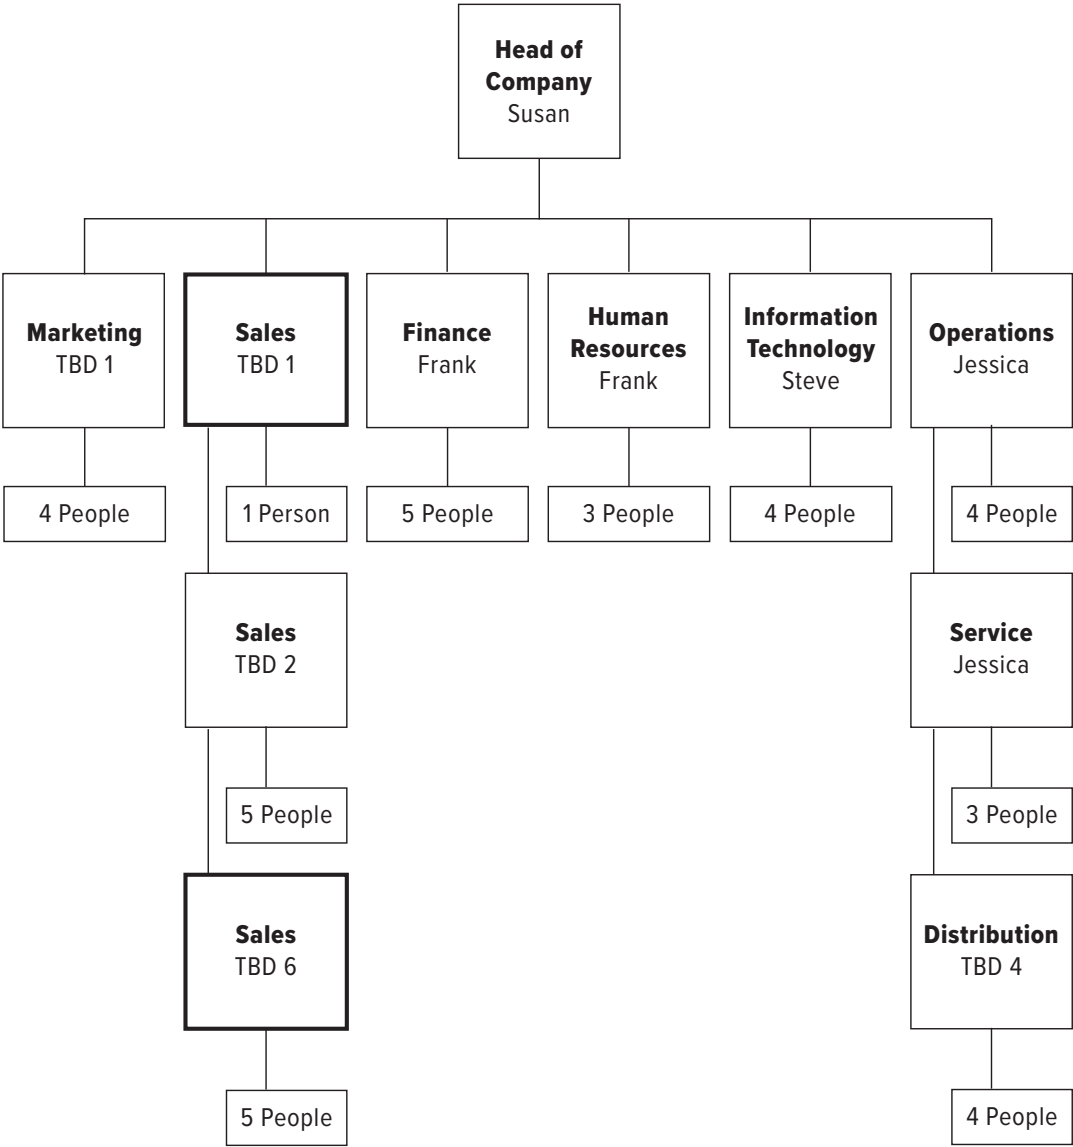 Head of
Company
Susan
Marketing
TBD 1
Sales
TBD 1
Finance
Frank
Human
Resources
Frank
Information
Technology
Steve
Operations
Jessica
4 People
1 Person
5 People
3 People
4 People
4 People
Sales
TBD 2
Service
Jessica
5 People
3 People
Sales
TBD 6
Distribution
TBD 4
5 People
4 People